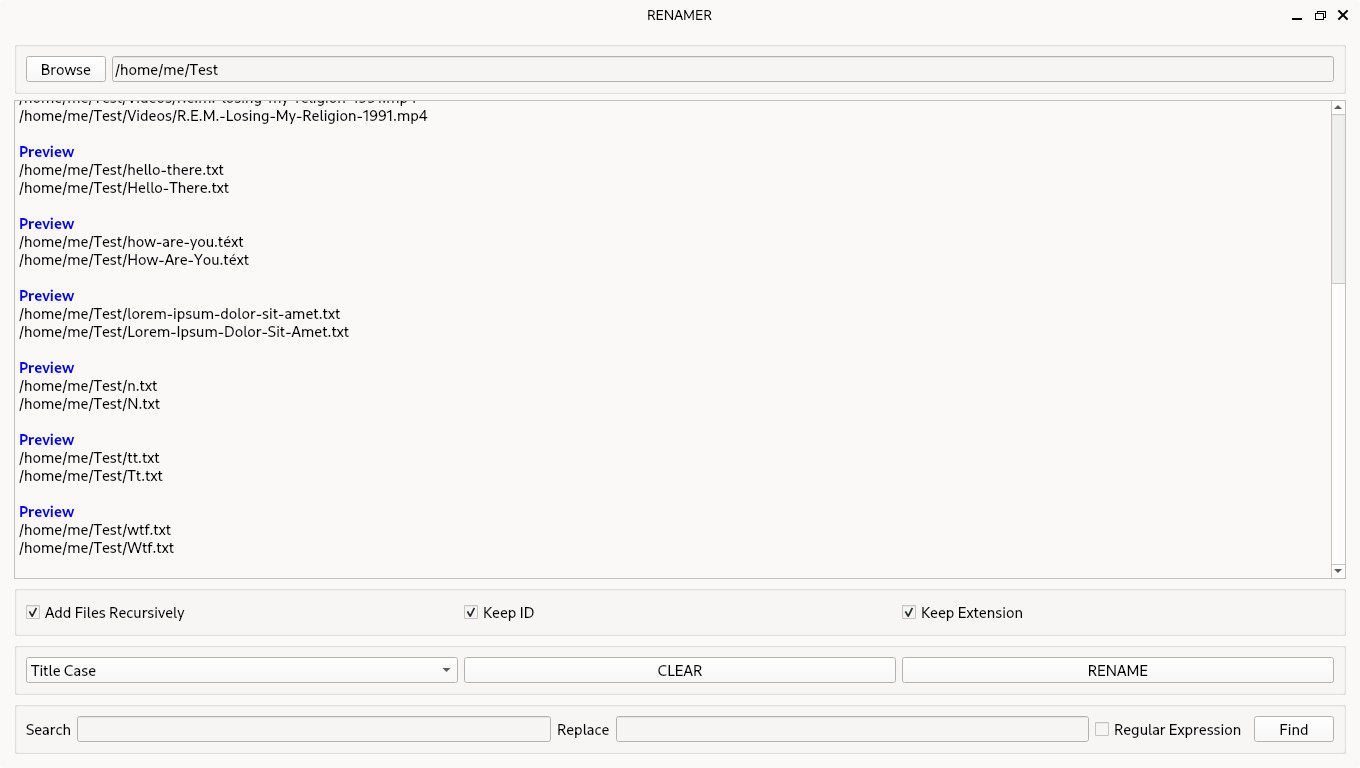 RENAMER
Browse
/home/me/Test
/home/me/Test/Videos/R.E.M.-Losing-My-Religion-1991.mp4
Preview
/home/me/Test/hello-there.txt
/home/me/Test/Hello-There.txt
Preview
/home/me/Test/how-are-you.téxt
/home/me/Test/How-Are-You.téxt
Preview
/home/me/Test/lorem-ipsum-dolor-sit-amet.txt
/home/me/Test/Lorem-Ipsum-Dolor-Sit-Amet.txt
Preview
/home/me/Test/n.txt
/home/me/Test/N.txt
Preview
/home/me/Test/tt.txt
/home/me/Test/Tt.txt
Preview
/home/me/Test/wtf.txt
/home/me/Test/Wtf.txt
Add Files Recursively
Keep ID
Keep Extension
Title Case
CLEAR
RENAME
Search
Replace
Regular Expression
Find